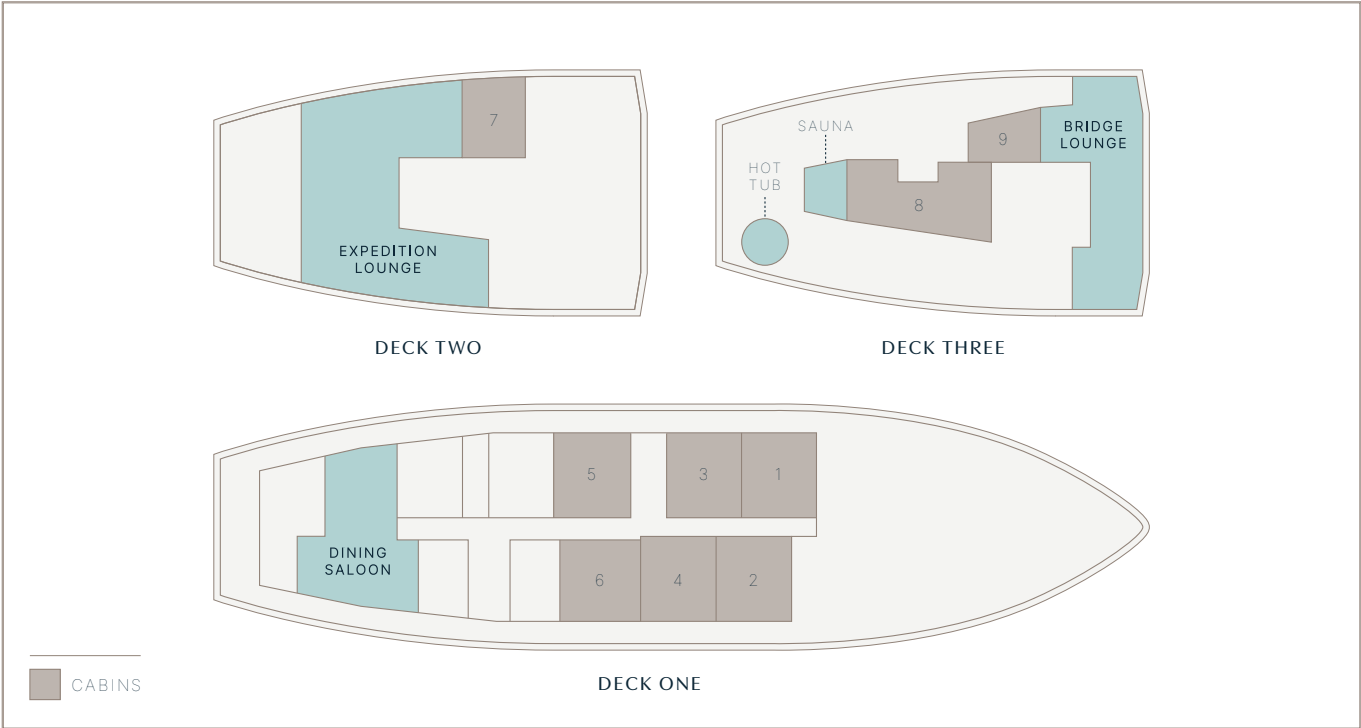 7
EXPEDITION
LOUNGE
DECK TWO
SAUNA
HOT
TUB
9
BRIDGE
LOUNGE
8
DECK THREE
5
3
1
DINING
SALOON
6
4
2
DECK ONE
CABINS